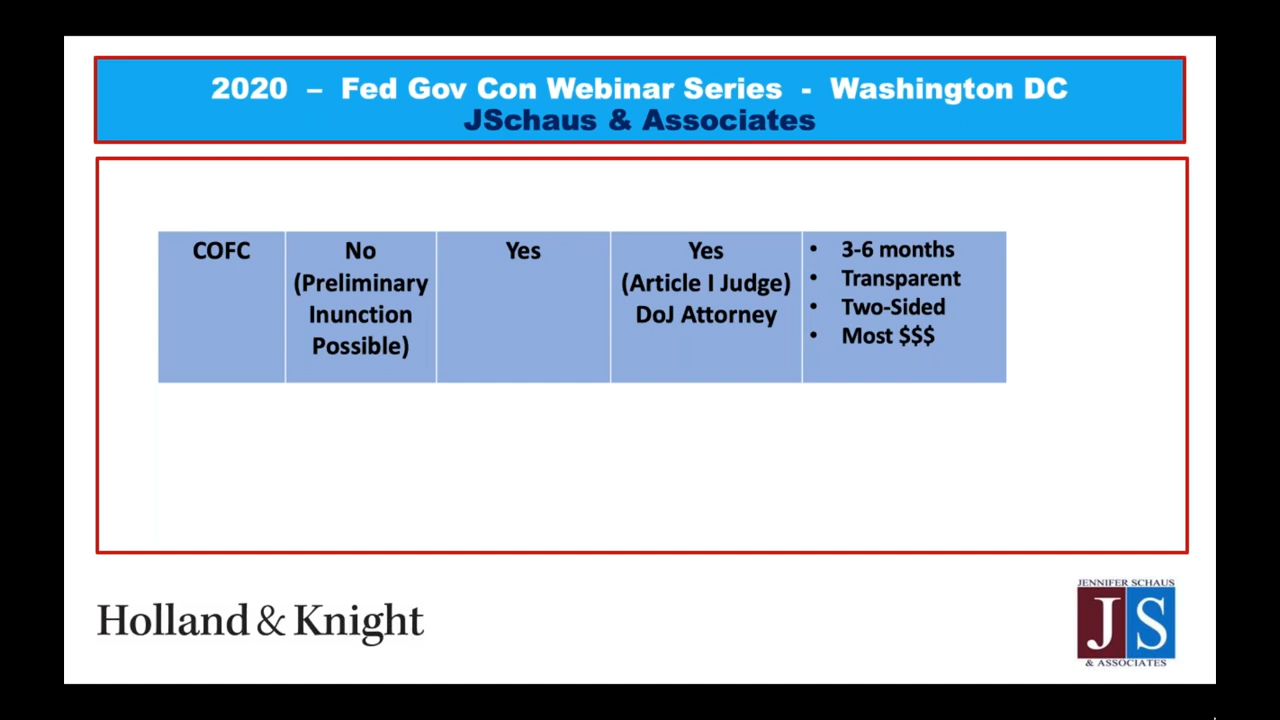 2020 – Fed Gov Con Webinar Series - Washington DC
JSchaus & Associates
COFC
No
(Preliminary
Inunction
Possible)
Yes
Yes
(Article I Judge)
DoJ Attorney
• 3-6 months
• Transparent
• Two-Sided
• Most $$$
Holland & Knight
JENNIFER SCHAUS
JS
& ASSOCIATES